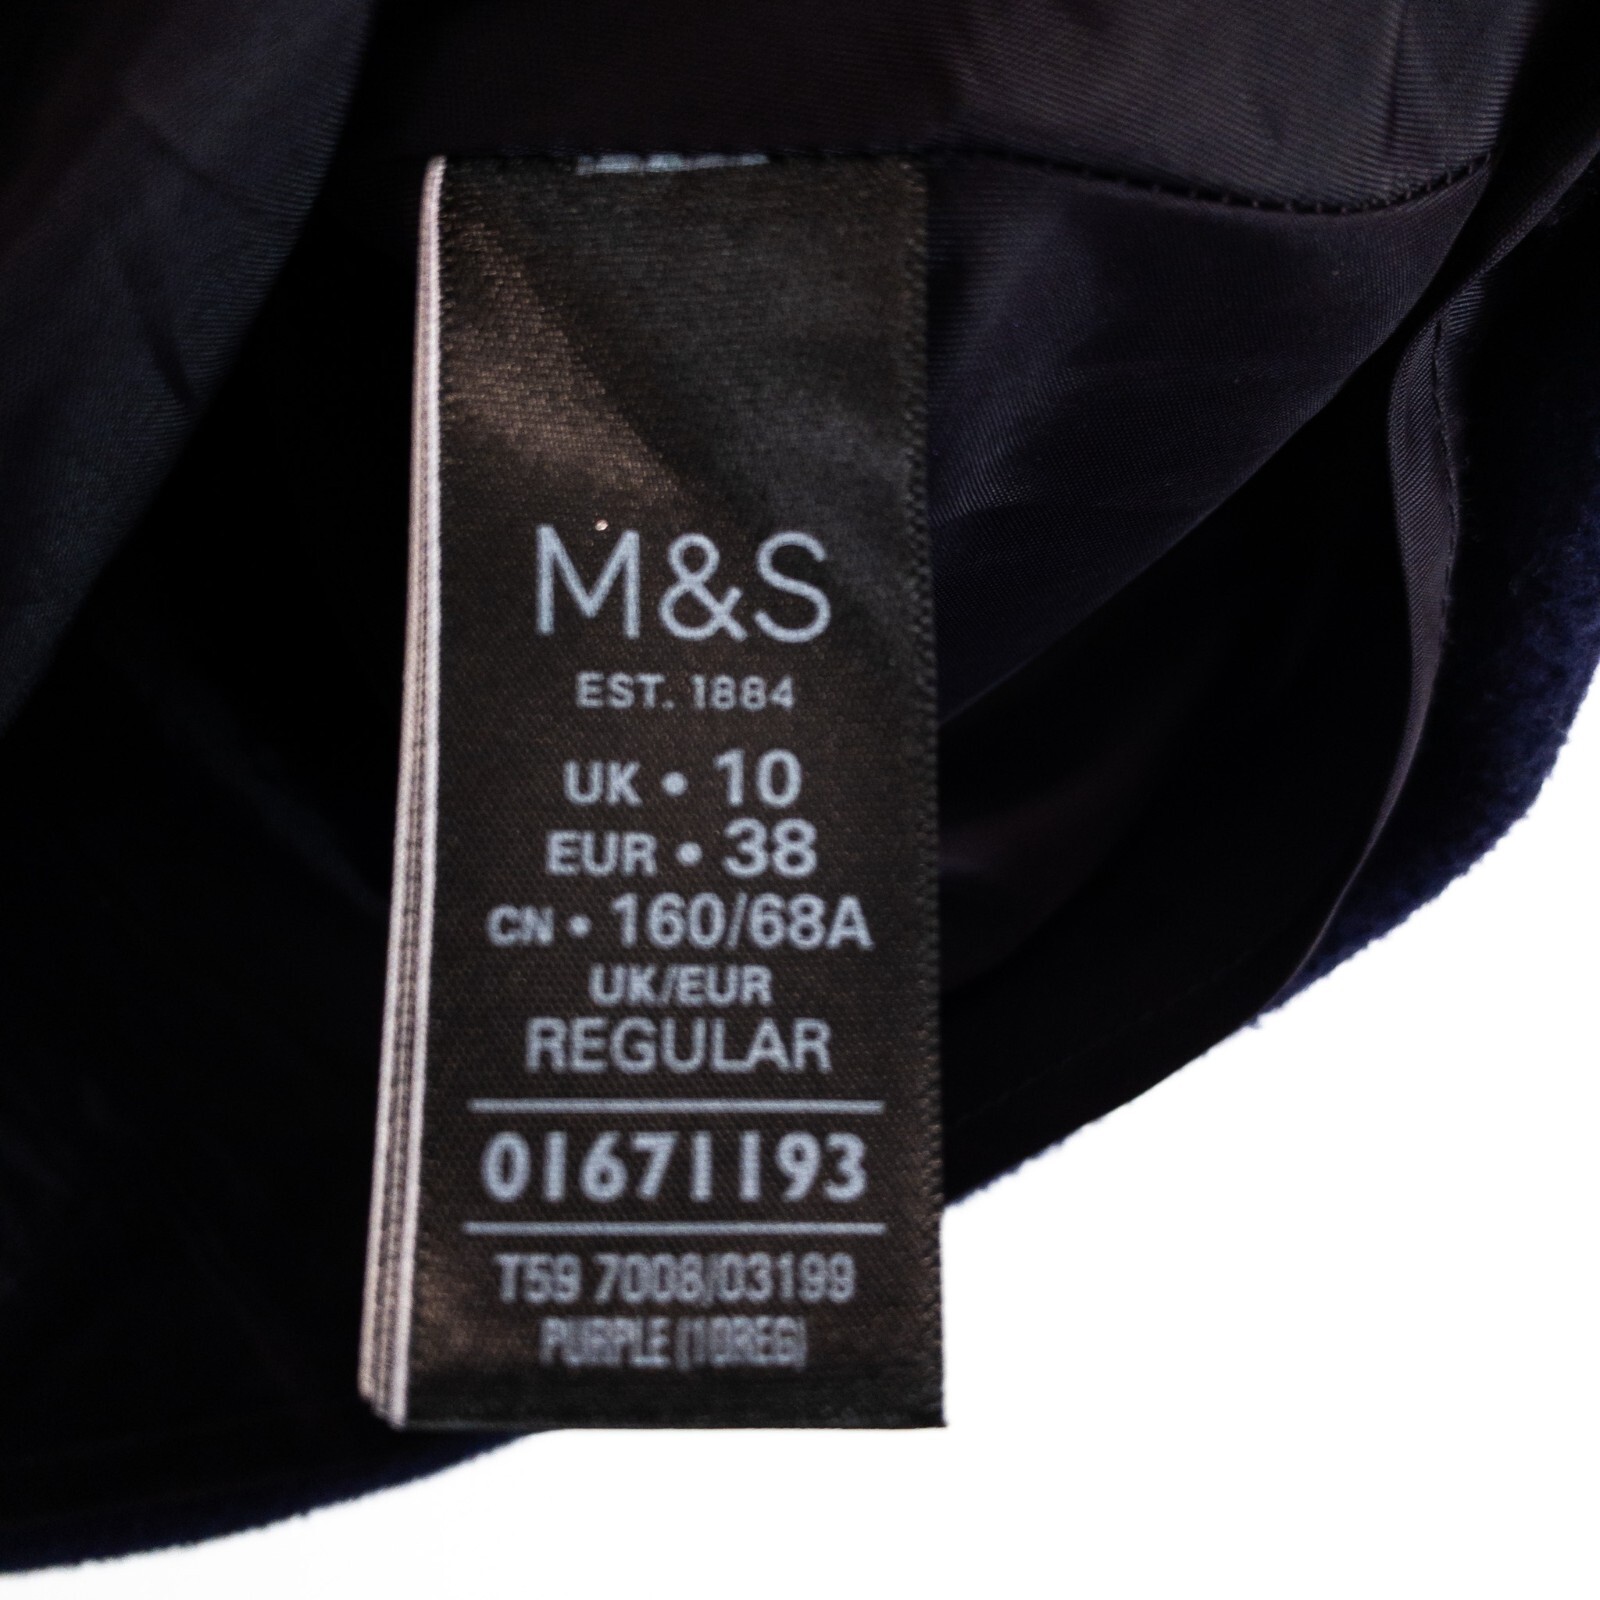 M&S
EST. 1884
UK • 10
EUR • 38
CN • 160/68A
UK/EUR
REGULAR
01671193
T59 7008/03199
PURPLE (10REG)